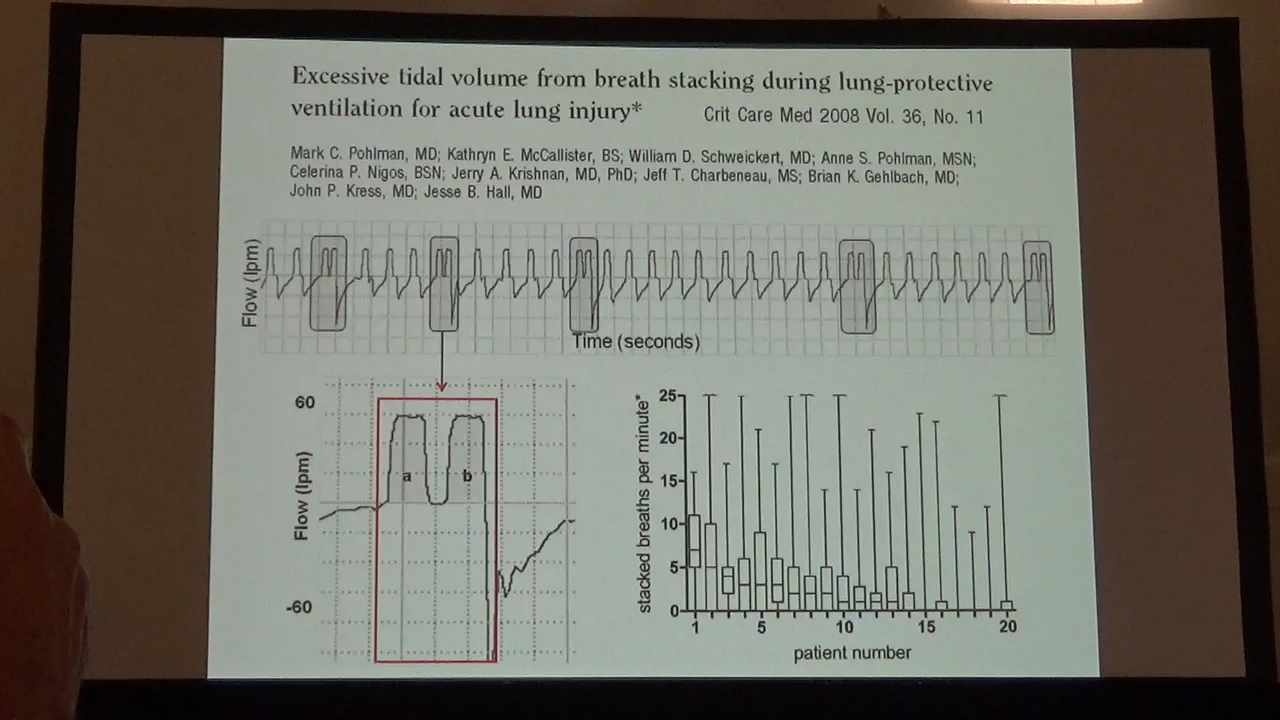 Excessive tidal volume from breath stacking during lung-protective
ventilation for acute lung injury*
Crit Care Med 2008 Vol. 36, No. 11
Mark C. Pohlman, MD; Kathryn E. McCallister, BS; William D. Schweickert, MD; Anne S. Pohlman, MSN;
Celerina P. Nigos, BSN; Jerry A. Krishnan, MD, PhD; Jeff T. Charbeneau, MS; Brian K. Gehlbach, MD;
John P. Kress, MD; Jesse B. Hall, MD
Flow (lpm)
Time (seconds)
60
Flow (lpm)
-60
a
b
stacked breaths per minute*
25
20
15
10
5
0
1
5
10
15
20
patient number